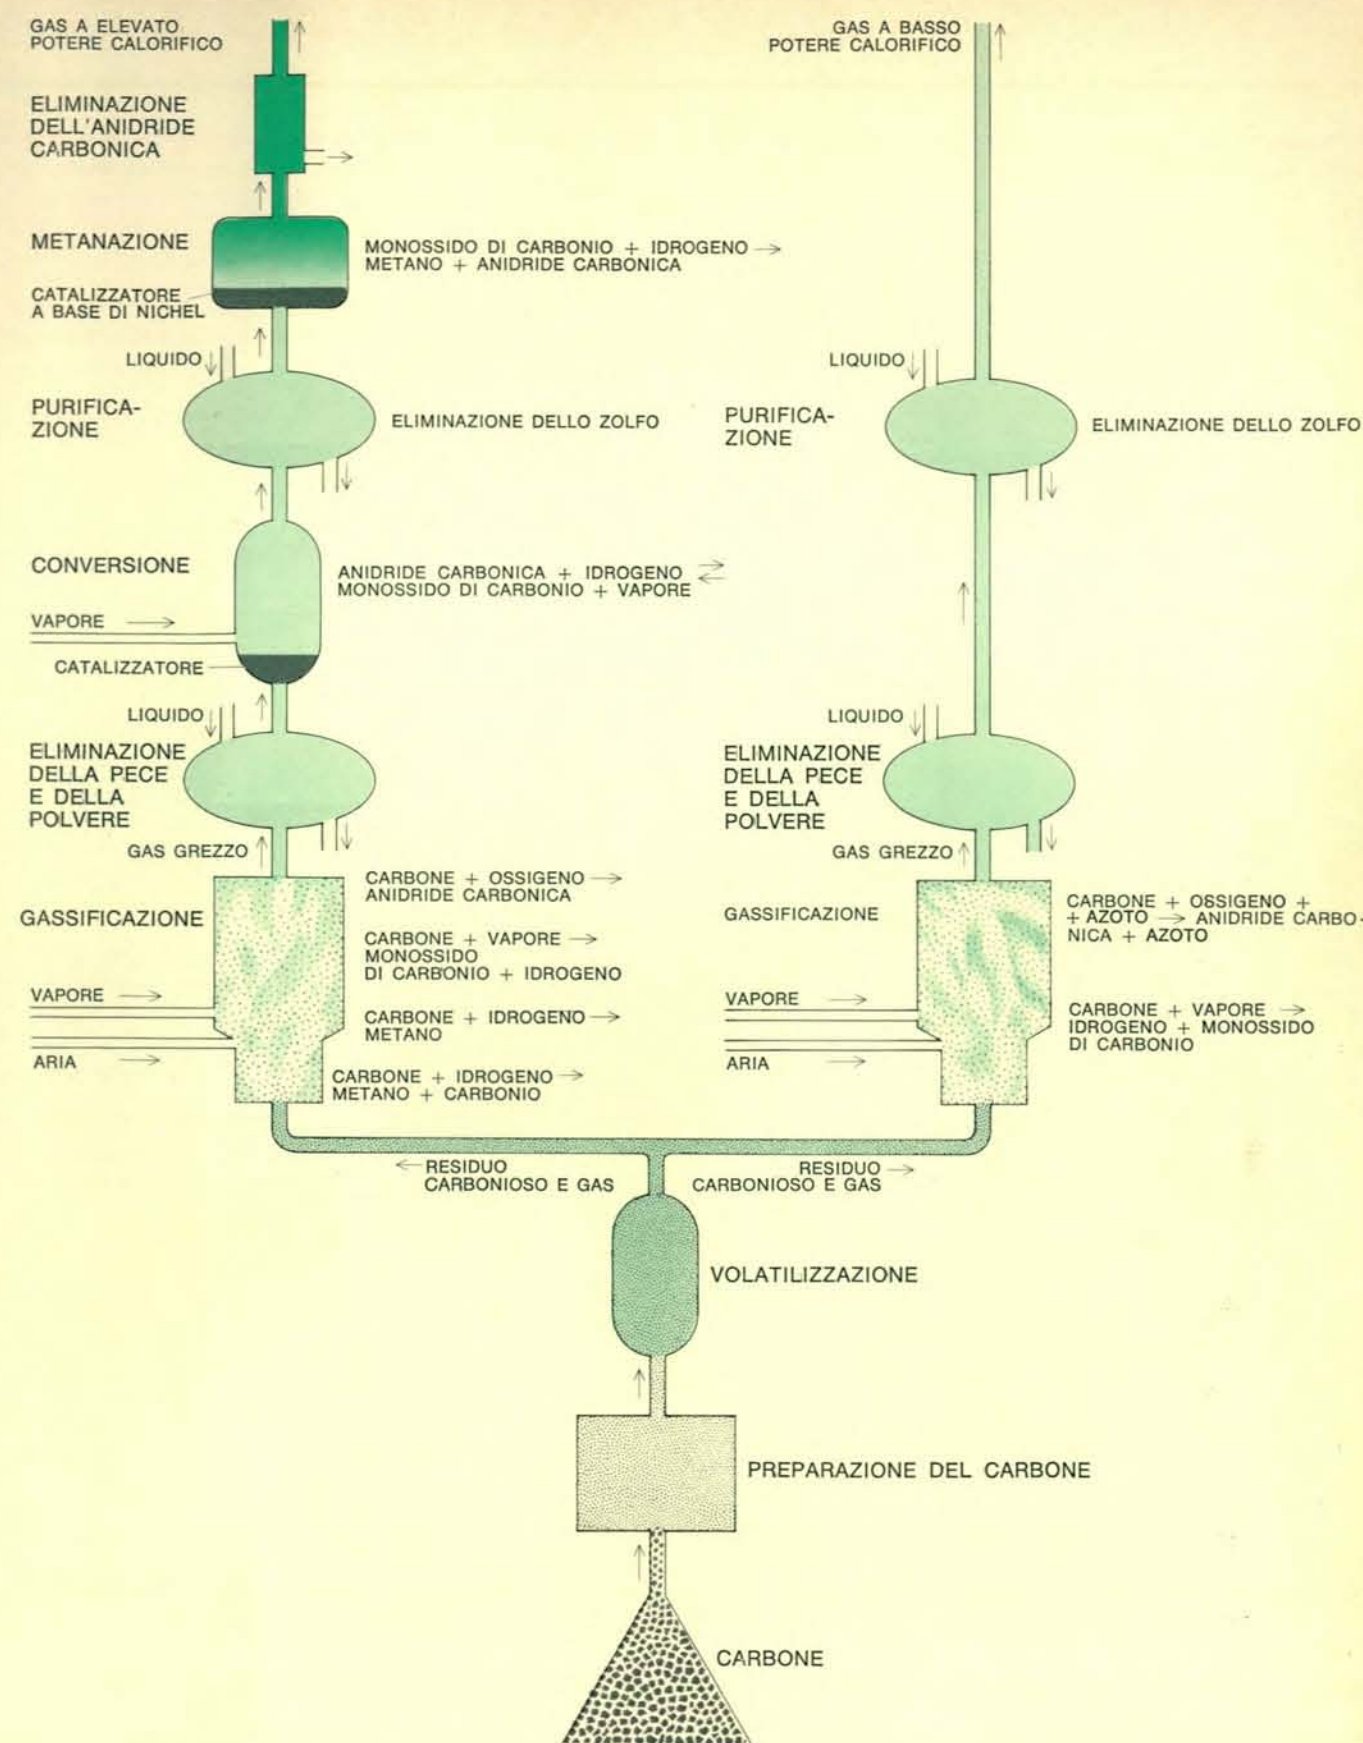 GAS A ELEVATO
POTERE CALORIFICO
ELIMINAZIONE
DELL'ANIDRIDE
CARBONICA
METANAZIONE
MONOSSIDO DI CARBONIO + IDROGENO →
METANO + ANIDRIDE CARBONICA
CATALIZZATORE
A BASE DI NICHEL
LIQUIDO
PURIFICA-
ZIONE
ELIMINAZIONE DELLO ZOLFO
CONVERSIONE
ANIDRIDE CARBONICA + IDROGENO ⇄
MONOSSIDO DI CARBONIO + VAPORE
VAPORE →
CATALIZZATORE
LIQUIDO
ELIMINAZIONE
DELLA PECE
E DELLA
POLVERE
GAS GREZZO
GASSIFICAZIONE
CARBONE + OSSIGENO →
ANIDRIDE CARBONICA
CARBONE + VAPORE →
MONOSSIDO
DI CARBONIO + IDROGENO
CARBONE + IDROGENO →
METANO
CARBONE + IDROGENO →
METANO + CARBONIO
VAPORE →
ARIA →
GAS A BASSO
POTERE CALORIFICO
LIQUIDO
PURIFICA-
ZIONE
ELIMINAZIONE DELLO ZOLFO
LIQUIDO
ELIMINAZIONE
DELLA PECE
E DELLA
POLVERE
GAS GREZZO
GASSIFICAZIONE
CARBONE + OSSIGENO +
+ AZOTO → ANIDRIDE CARBO-
NICA + AZOTO
CARBONE + VAPORE →
IDROGENO + MONOSSIDO
DI CARBONIO
VAPORE →
ARIA →
← RESIDUO
CARBONIOSO E GAS
RESIDUO →
CARBONIOSO E GAS
VOLATILIZZAZIONE
PREPARAZIONE DEL CARBONE
CARBONE